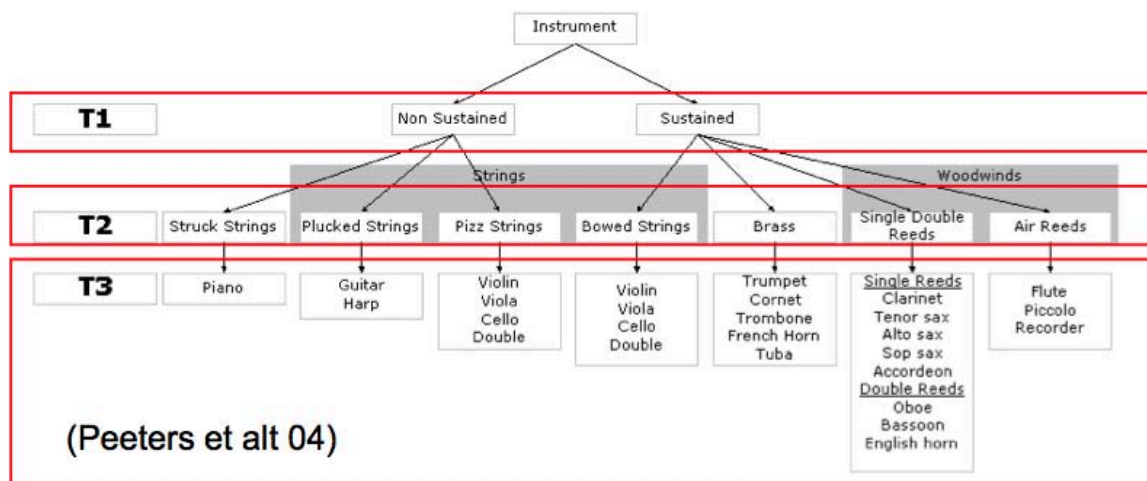 Instrument
T1
Non Sustained
Sustained
Strings
Woodwinds
T2
Struck Strings
Plucked Strings
Pizz Strings
Bowed Strings
Brass
Single Double
Reeds
Air Reeds
T3
Piano
Guitar
Harp
Violin
Viola
Cello
Double
Violin
Viola
Cello
Double
Trumpet
Cornet
Trombone
French Horn
Tuba
Single Reeds
Clarinet
Tenor sax
Alto sax
Sop sax
Accordeon
Double Reeds
Oboe
Bassoon
English horn
Flute
Piccolo
Recorder
(Peeters et alt 04)